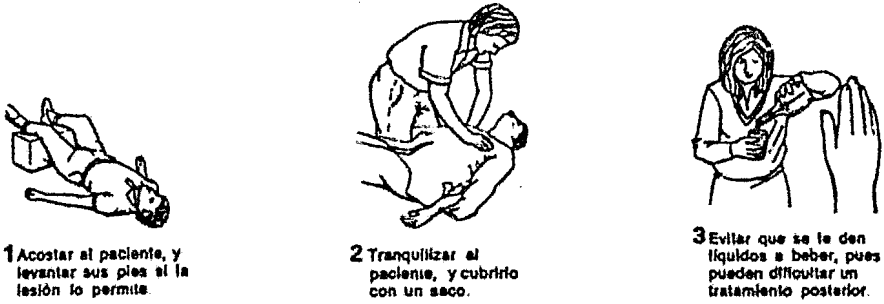 1 Acostar al paciente, y
levantar sus pies si la
lesión lo permite.
2 Tranquilizar al
paciente, y cubrirlo
con un saco.
3 Evitar que se le den
líquidos a beber, pues
pueden dificultar un
tratamiento posterior.